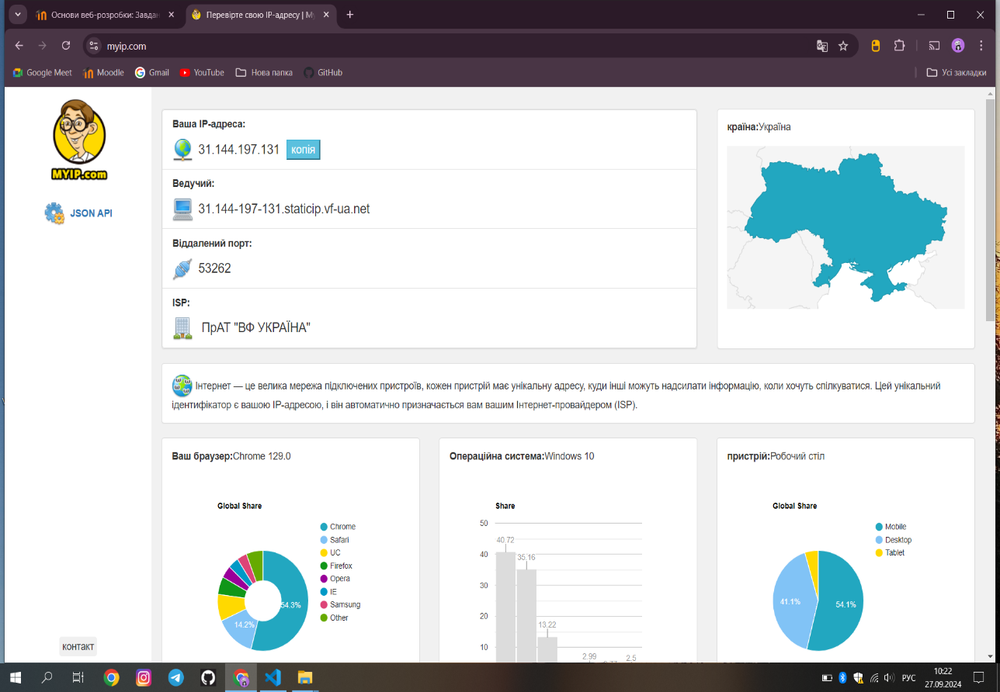 Основи веб-розробки: Завдан
Перевірте свою IP-адресу | My
myip.com
Google Meet
Moodle
Gmail
YouTube
Нова папка
GitHub
Усі закладки
MYIP.com
JSON API
контакт
Ваша IP-адреса:
31.144.197.131
копія
Ведучий:
31.144-197-131.staticip.vf-ua.net
Віддалений порт:
53262
ISP:
ПрАТ "ВФ УКРАЇНА"
країна:Україна
Інтернет — це велика мережа підключених пристроїв, кожен пристрій має унікальну адресу, куди інші можуть надсилати інформацію, коли хочуть спілкуватися. Цей унікальний
ідентифікатор є вашою IP-адресою, і він автоматично призначається вам вашим Інтернет-провайдером (ISP).
Ваш браузер:Chrome 129.0
Global Share
Chrome
Safari
UC
Firefox
Opera
IE
Samsung
Other
54.3%
14.2%
Операційна система:Windows 10
Share
50
40
30
20
10
40.72
35.16
13.22
2.99
2.5
пристрій:Робочий стіл
Global Share
Mobile
Desktop
Tablet
41.1%
54.1%
РУС
10:22
27.09.2024